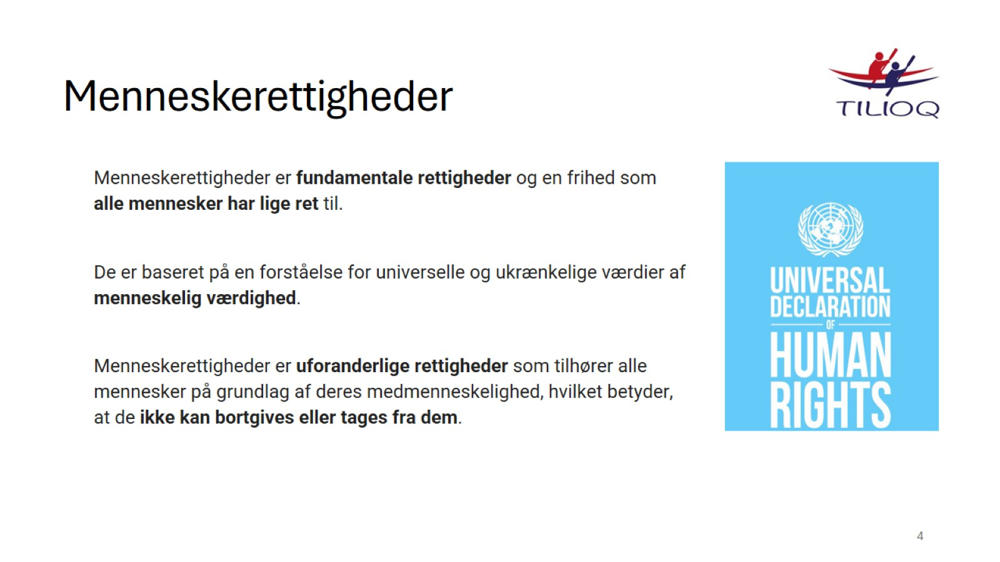 Menneskerettigheder
TILIOQ
Menneskerettigheder er fundamentale rettigheder og en frihed som
alle mennesker har lige ret til.
De er baseret på en forståelse for universelle og ukrænkelige værdier af
menneskelig værdighed.
Menneskerettigheder er uforanderlige rettigheder som tilhører alle
mennesker på grundlag af deres medmenneskelighed, hvilket betyder,
at de ikke kan bortgives eller tages fra dem.
UNIVERSAL
DECLARATION
OF
HUMAN
RIGHTS
4